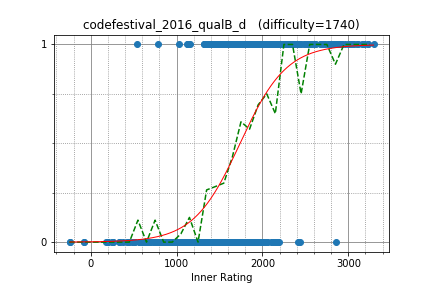 codefestival_2016_qualB_d (difficulty=1740)
1
0
0 1000 2000 3000
Inner Rating